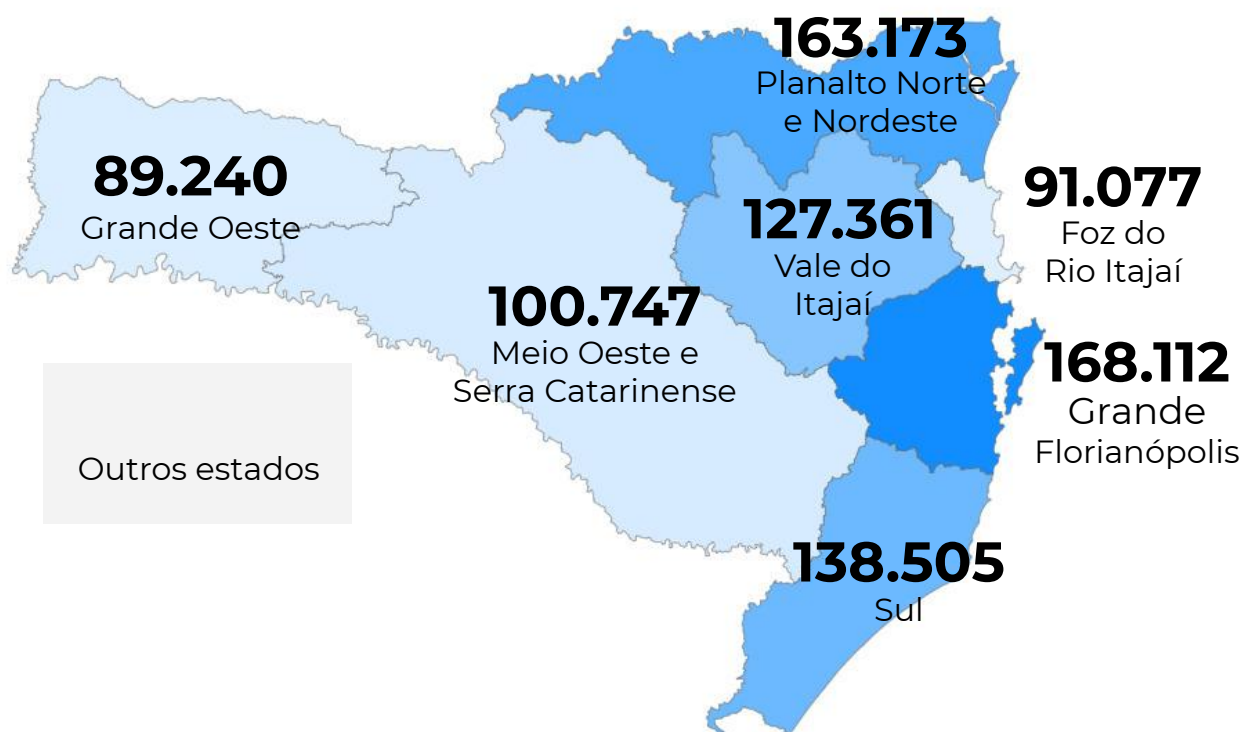 163.173
Planalto Norte
e Nordeste
89.240
Grande Oeste
91.077
Foz do
Rio Itajaí
127.361
Vale do
Itajaí
100.747
Meio Oeste e
Serra Catarinense
168.112
Grande
Florianópolis
Outros estados
138.505
Sul